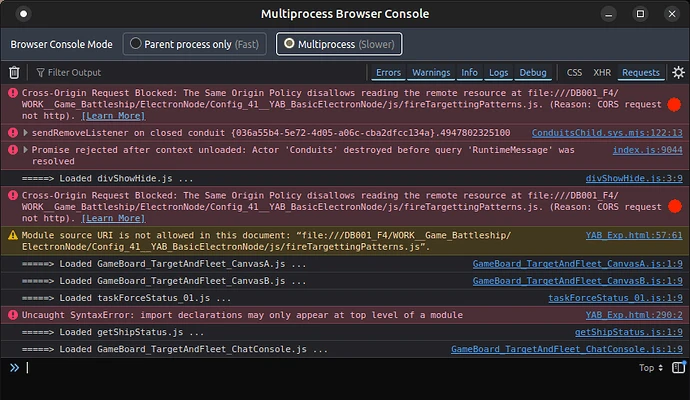 Multiprocess Browser Console
Browser Console Mode Parent process only (Fast) Multiprocess (Slower)
Filter Output Errors Warnings Info Logs Debug CSS XHR Requests
Cross-Origin Request Blocked: The Same Origin Policy disallows reading the remote resource at file:///DB001_F4/
WORK__Game_Battleship/ElectronNode/Config_41__YAB_BasicElectronNode/js/fireTargettingPatterns.js. (Reason: CORS request
not http). [Learn More]
sendRemoveListener on closed conduit {036a55b4-5e72-4d05-a06c-cba2dfcc134a}.4947802325100 ConduitsChild.sys.mjs:122:13
Promise rejected after context unloaded: Actor 'Conduits' destroyed before query 'RuntimeMessage' was index.js:9044
resolved
=====> Loaded divShowHide.js ... divShowHide.js:3:9
Cross-Origin Request Blocked: The Same Origin Policy disallows reading the remote resource at file:///DB001_F4/
WORK__Game_Battleship/ElectronNode/Config_41__YAB_BasicElectronNode/js/fireTargettingPatterns.js. (Reason: CORS request
not http). [Learn More]
Module source URI is not allowed in this document: “file:///DB001_F4/WORK__Game_Battleship/ YAB_Exp.html:57:61
ElectronNode/Config_41__YAB_BasicElectronNode/js/fireTargettingPatterns.js”.
=====> Loaded GameBoard_TargetAndFleet_CanvasA.js ... GameBoard_TargetAndFleet_CanvasA.js:1:9
=====> Loaded GameBoard_TargetAndFleet_CanvasB.js ... GameBoard_TargetAndFleet_CanvasB.js:1:9
=====> Loaded taskForceStatus_01.js ... taskForceStatus_01.js:1:9
Uncaught SyntaxError: import declarations may only appear at top level of a module YAB_Exp.html:290:2
=====> Loaded getShipStatus.js ... getShipStatus.js:1:9
=====> Loaded GameBoard_TargetAndFleet_ChatConsole.js ... GameBoard_TargetAndFleet_ChatConsole.js:1:9
Top